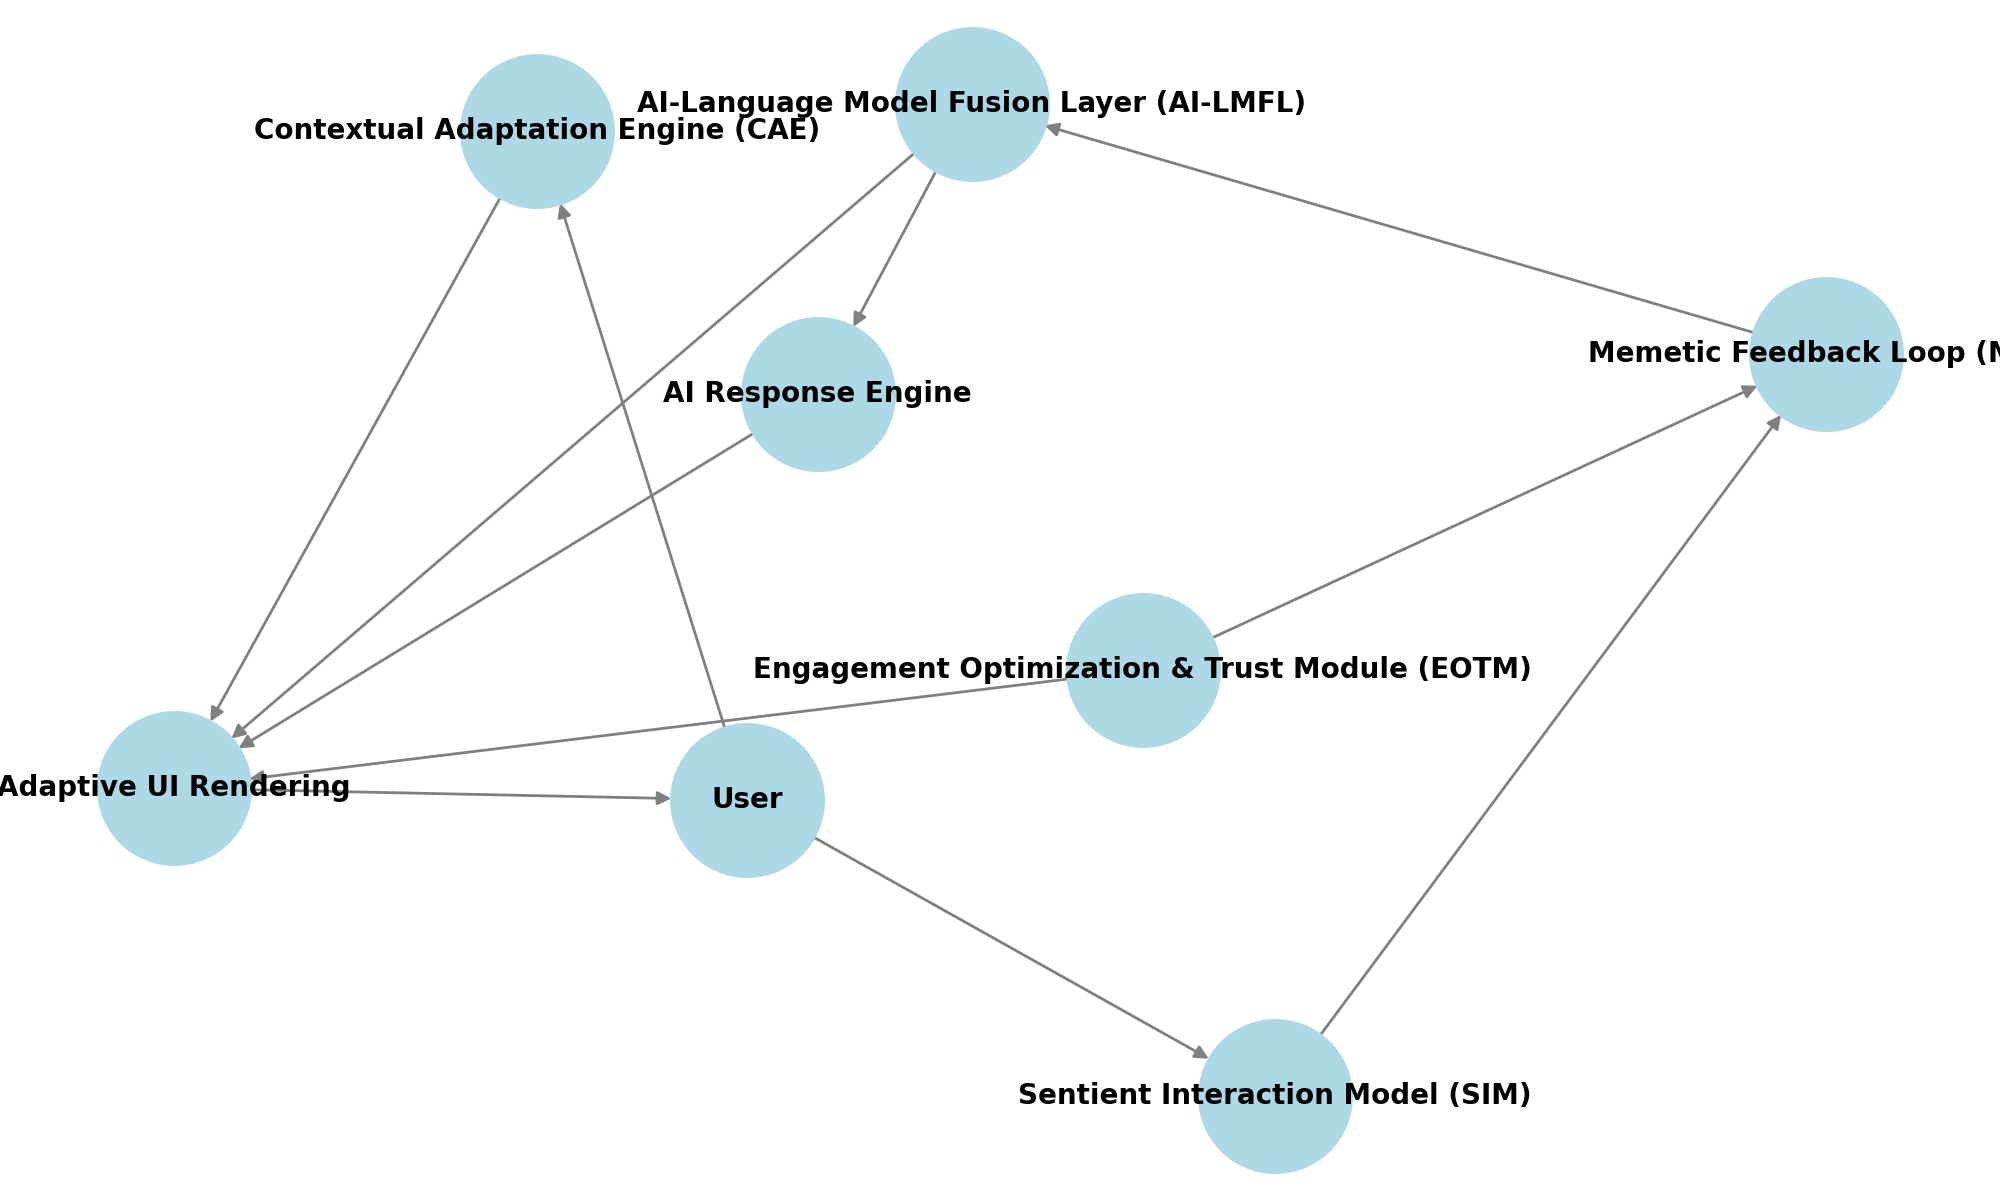 AI-Language Model Fusion Layer (AI-LMFL)
Contextual Adaptation Engine (CAE)
Memetic Feedback Loop (
AI Response Engine
Engagement Optimization & Trust Module (EOTM)
Adaptive UI Rendering
User
Sentient Interaction Model (SIM)